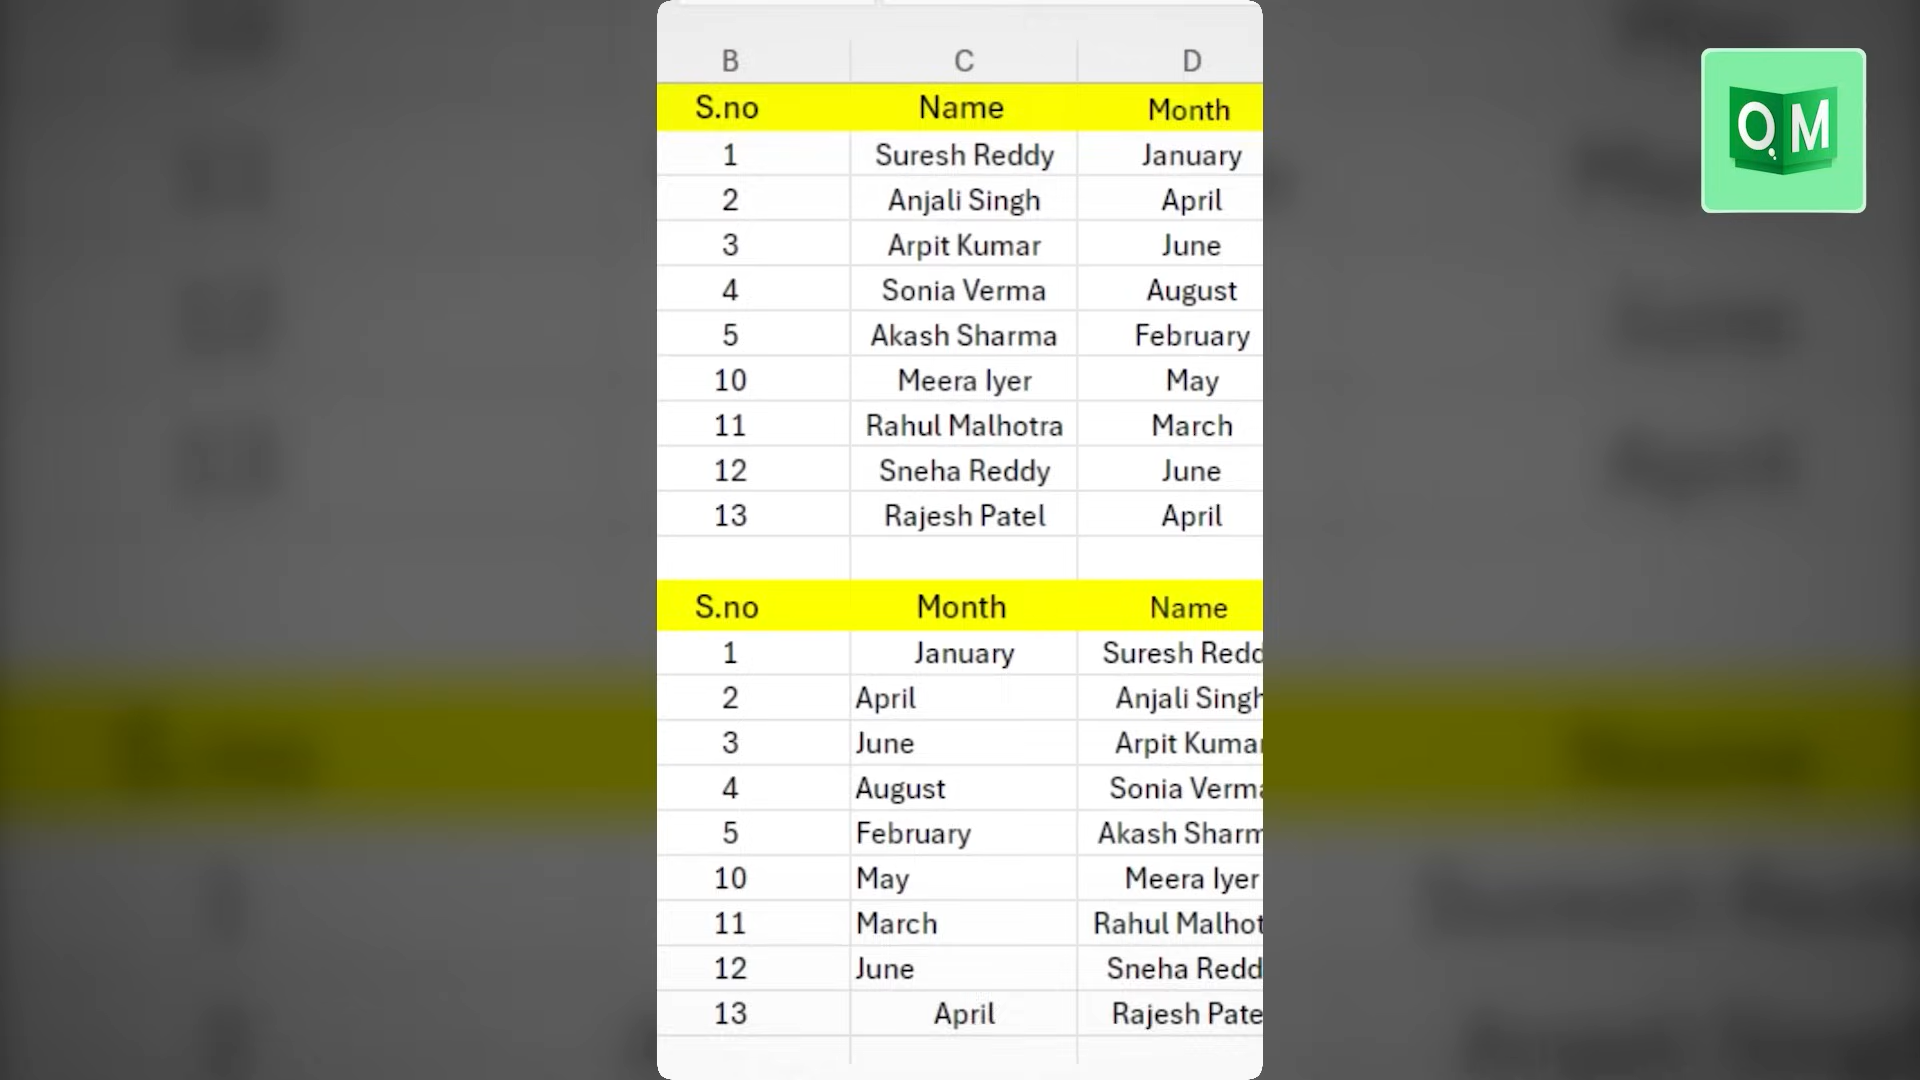 B C D
S.no Name Month
1 Suresh Reddy January
2 Anjali Singh April
3 Arpit Kumar June
4 Sonia Verma August
5 Akash Sharma February
10 Meera Iyer May
11 Rahul Malhotra March
12 Sneha Reddy June
13 Rajesh Patel April
S.no Month Name
1 January Suresh Redd
2 April Anjali Singh
3 June Arpit Kumar
4 August Sonia Verma
5 February Akash Sharm
10 May Meera Iyer
11 March Rahul Malhot
12 June Sneha Redd
13 April Rajesh Pate
QM